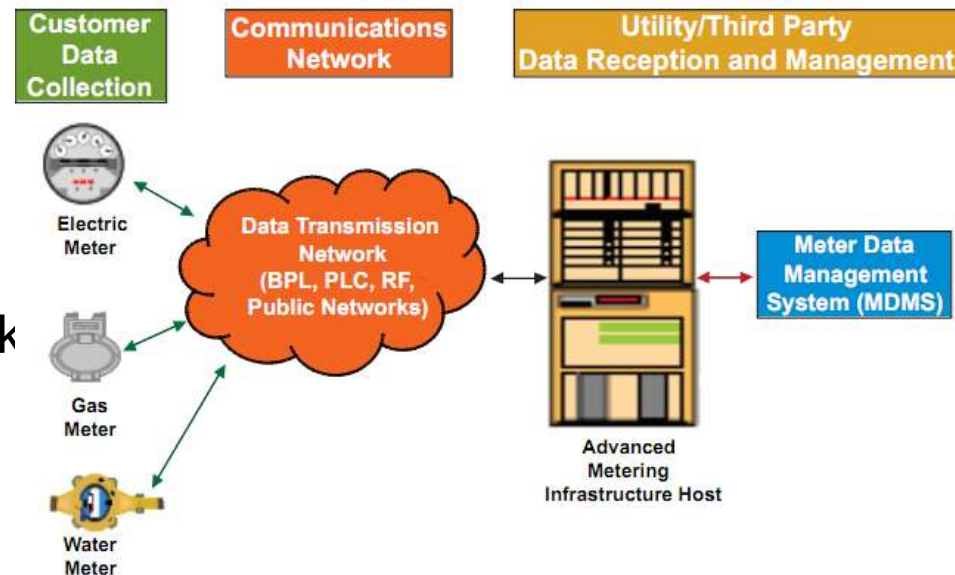 Customer
Data
Collection
Communications
Network
Utility/Third Party
Data Reception and Management
Electric
Meter
Data Transmission
Network
(BPL, PLC, RF,
Public Networks)
Meter Data
Management
System (MDMS)
k
Gas
Meter
Advanced
Metering
Infrastructure Host
Water
Meter